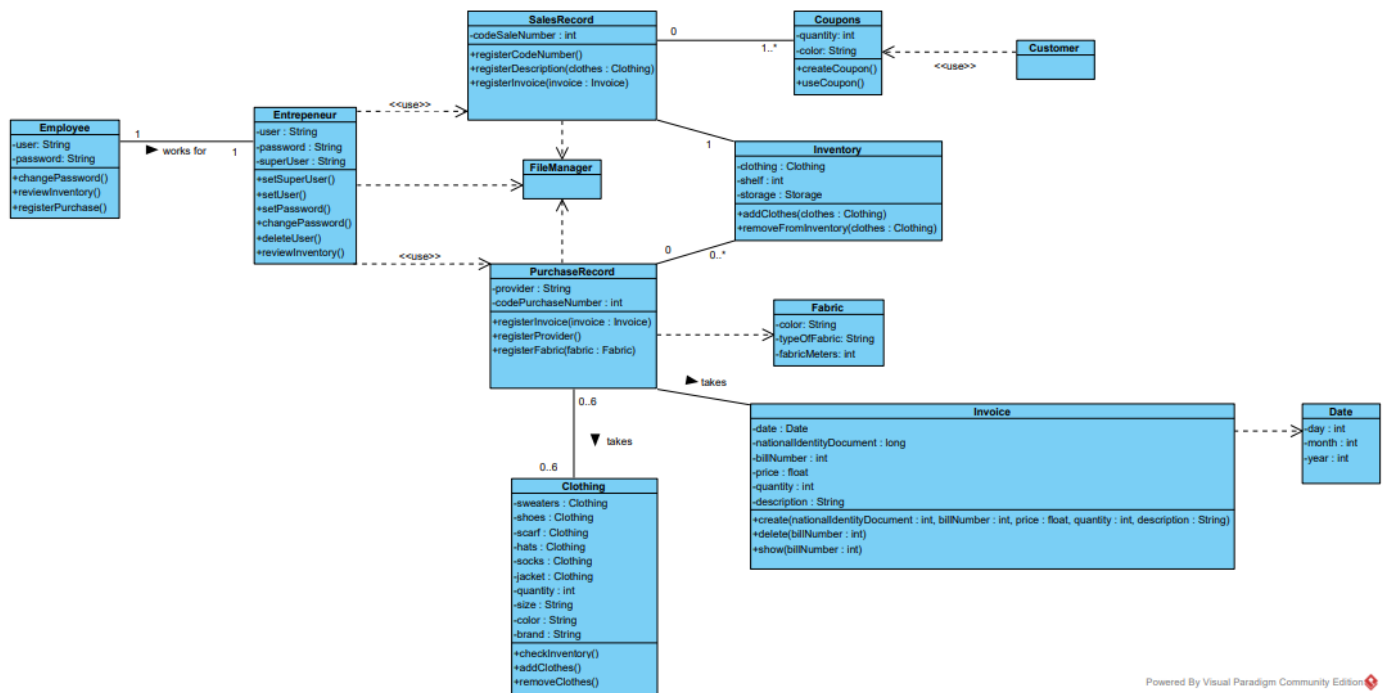 SalesRecord
-codeSaleNumber : int
+registerCodeNumber()
+registerDescription(clothes : Clothing)
+registerInvoice(invoice : Invoice)
0
1..*
Coupons
-quantity: int
-color: String
+createCoupon()
+useCoupon()
<<use>>
Customer
Employee
-user: String
-password: String
+changePassword()
+reviewInventory()
+registerPurchase()
1
works for
1
Entrepeneur
-user : String
-password : String
-superUser : String
+setSuperUser()
+setUser()
+setPassword()
+changePassword()
+deleteUser()
+reviewInventory()
<<use>>
<<use>>
FileManager
1
Inventory
-clothing : Clothing
-shelf : int
-storage : Storage
+addClothes(clothes : Clothing)
+removeFromInventory(clothes : Clothing)
0
0..*
PurchaseRecord
-provider : String
-codePurchaseNumber : int
+registerInvoice(invoice : Invoice)
+registerProvider()
+registerFabric(fabric : Fabric)
Fabric
-color: String
-typeOfFabric: String
-fabricMeters: int
takes
0..6
takes
0..6
Invoice
-date : Date
-nationalIdentityDocument : long
-billNumber : int
-price : float
-quantity : int
-description : String
+create(nationalIdentityDocument : int, billNumber : int, price : float, quantity : int, description : String)
+delete(billNumber : int)
+show(billNumber : int)
Date
-day : int
-month : int
-year : int
Clothing
-sweaters : Clothing
-shoes : Clothing
-scarf : Clothing
-hats : Clothing
-socks : Clothing
-jacket : Clothing
-quantity : int
-size : String
-color : String
-brand : String
+checkInventory()
+addClothes()
+removeClothes()
Powered By Visual Paradigm Community Edition